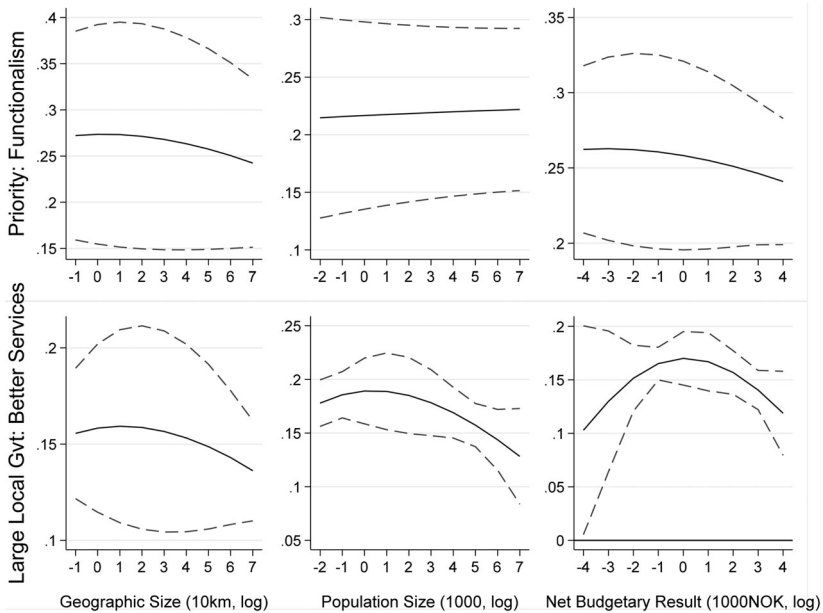 Priority: Functionalism
.4
.35
.3
.25
.2
.15
-1 0 1 2 3 4 5 6 7
.3
.25
.2
.15
.1
-2 -1 0 1 2 3 4 5 6 7
.35
.3
.25
.2
-4 -3 -2 -1 0 1 2 3 4
Large Local Gvt: Better Services
.2
.15
.1
-1 0 1 2 3 4 5 6 7
Geographic Size (10km, log)
.25
.2
.15
.1
.05
-2 -1 0 1 2 3 4 5 6 7
Population Size (1000, log)
.2
.15
.1
.05
0
-4 -3 -2 -1 0 1 2 3 4
Net Budgetary Result (1000NOK, log)